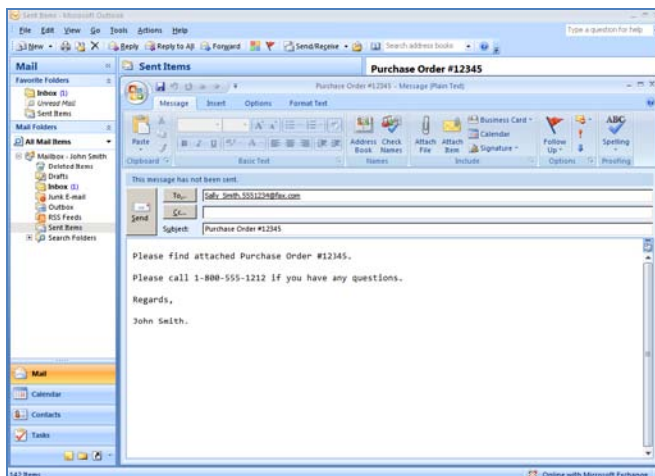 Sent Items - Microsoft Outlook
File Edit View Go Tools Actions Help
Type a question for help
New Reply Reply to All Forward Send/Receive Search address books
Mail
Sent Items
Purchase Order #12345
Favorite Folders
Inbox (1)
Unread Mail
Sent Items
Mail Folders
All Mail Items
Mailbox - John Smith
Deleted Items
Drafts
Inbox (1)
Junk E-mail
Outbox
RSS Feeds
Sent Items
Search Folders
Mail
Calendar
Contacts
Tasks
142 Items
Online with Microsoft Exchange
Purchase Order #12345 - Message (Plain Text)
Message Insert Options Format Text
Paste
Clipboard
B I U
Basic Text
Address Book
Check Names
Names
Attach File
Attach Item
Business Card
Calendar
Signature
Include
Follow Up
Options
ABC
Spelling
Proofing
This message has not been sent.
Send
To... Sally_Smith.5551234@fax.com
Cc...
Subject: Purchase Order #12345
Please find attached Purchase Order #12345.
Please call 1-800-555-1212 if you have any questions.
Regards,
John Smith.